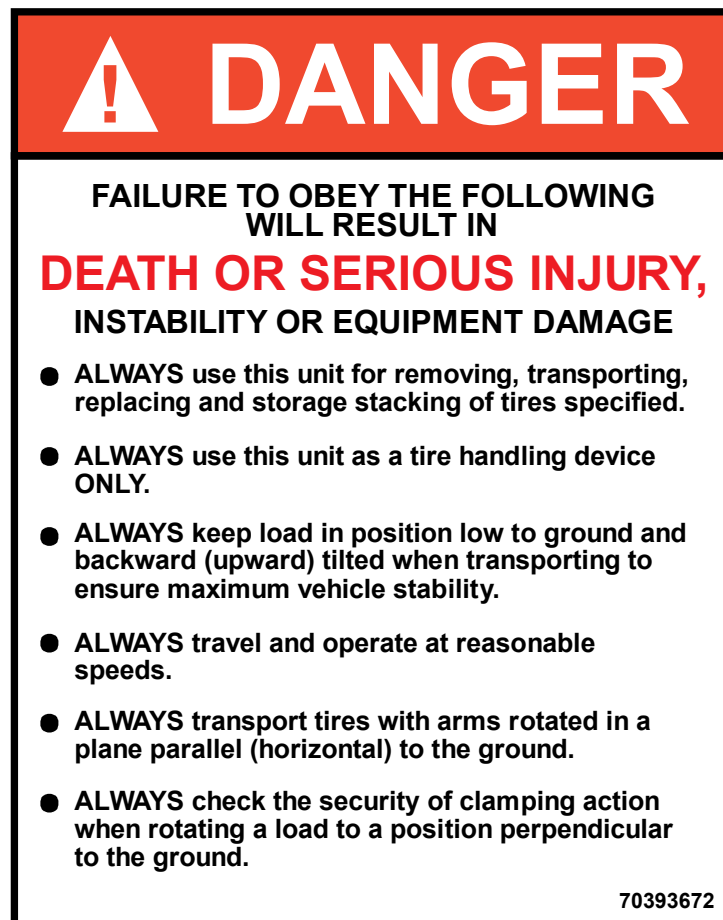 ! DANGER
FAILURE TO OBEY THE FOLLOWING
WILL RESULT IN
DEATH OR SERIOUS INJURY,
INSTABILITY OR EQUIPMENT DAMAGE
● ALWAYS use this unit for removing, transporting,
replacing and storage stacking of tires specified.
● ALWAYS use this unit as a tire handling device
ONLY.
● ALWAYS keep load in position low to ground and
backward (upward) tilted when transporting to
ensure maximum vehicle stability.
● ALWAYS travel and operate at reasonable
speeds.
● ALWAYS transport tires with arms rotated in a
plane parallel (horizontal) to the ground.
● ALWAYS check the security of clamping action
when rotating a load to a position perpendicular
to the ground.
70393672